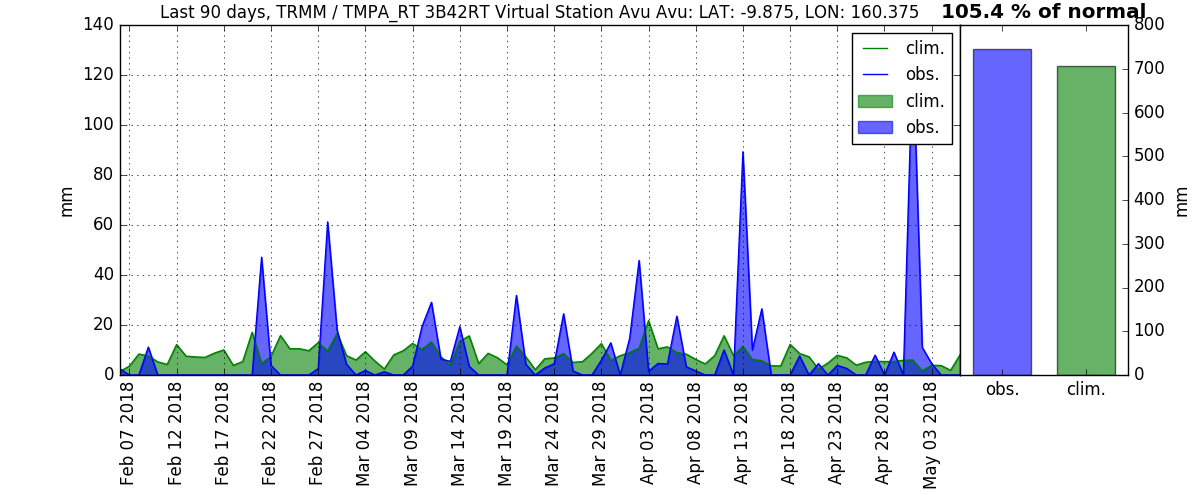 Last 90 days, TRMM / TMPA_RT 3B42RT Virtual Station Avu Avu: LAT: -9.875, LON: 160.375
105.4 % of normal
140
120
100
80
60
40
20
0
mm
clim.
obs.
clim.
obs.
800
700
600
500
400
300
200
100
0
mm
obs.
clim.
Feb 07 2018
Feb 12 2018
Feb 17 2018
Feb 22 2018
Feb 27 2018
Mar 04 2018
Mar 09 2018
Mar 14 2018
Mar 19 2018
Mar 24 2018
Mar 29 2018
Apr 03 2018
Apr 08 2018
Apr 13 2018
Apr 18 2018
Apr 23 2018
Apr 28 2018
May 03 2018